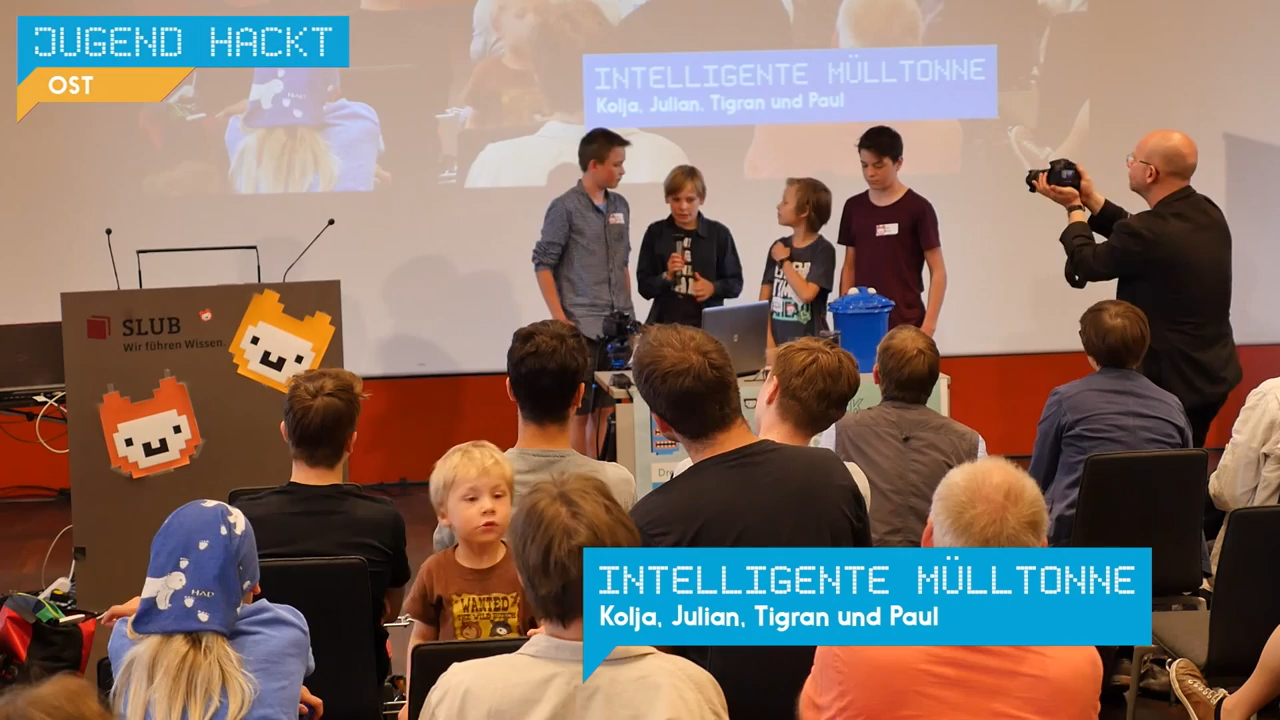 JUGEND HACKT
OST
INTELLIGENTE MÜLLTONNE
Kolja, Julian, Tigran und Paul
SLUB
Wir führen Wissen.
HAD
WANTED
INTELLIGENTE MÜLLTONNE
Kolja, Julian, Tigran und Paul